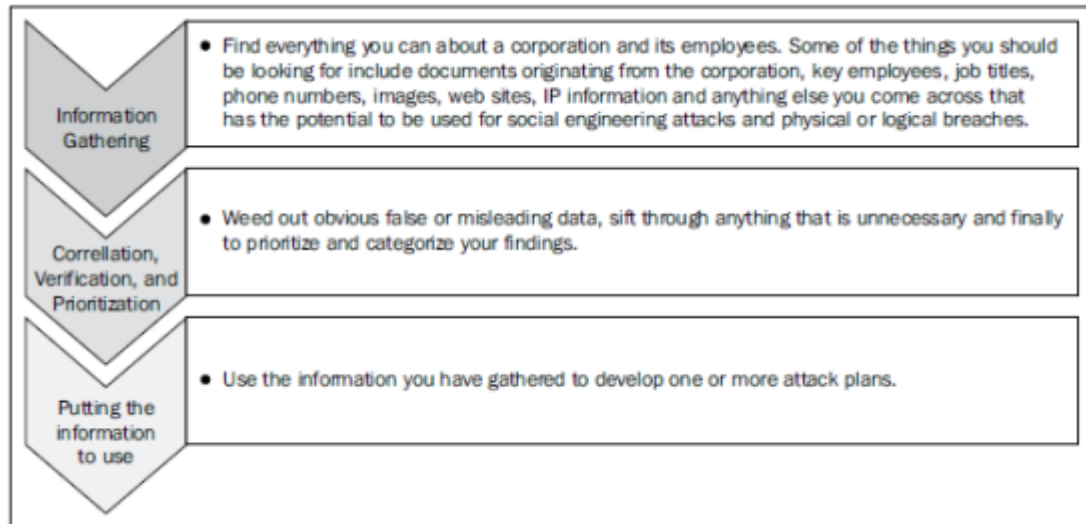 Information
Gathering
● Find everything you can about a corporation and its employees. Some of the things you should
be looking for include documents originating from the corporation, key employees, job titles,
phone numbers, images, web sites, IP information and anything else you come across that
has the potential to be used for social engineering attacks and physical or logical breaches.
Correllation,
Verification, and
Prioritization
● Weed out obvious false or misleading data, sift through anything that is unnecessary and finally
to prioritize and categorize your findings.
Putting the
information
to use
● Use the information you have gathered to develop one or more attack plans.